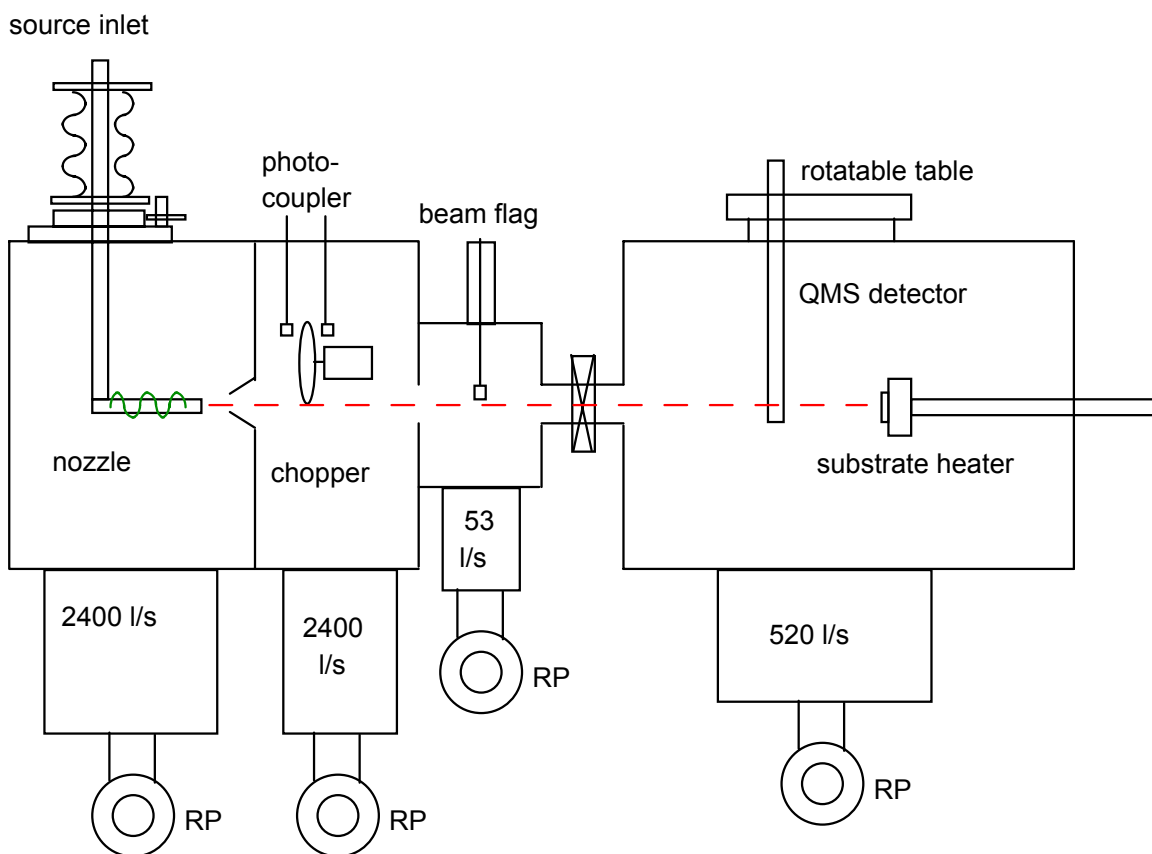 source inlet
photo-
coupler
beam flag
rotatable table
QMS detector
nozzle
chopper
substrate heater
53
l/s
2400 l/s
2400
l/s
520 l/s
RP
RP
RP
RP